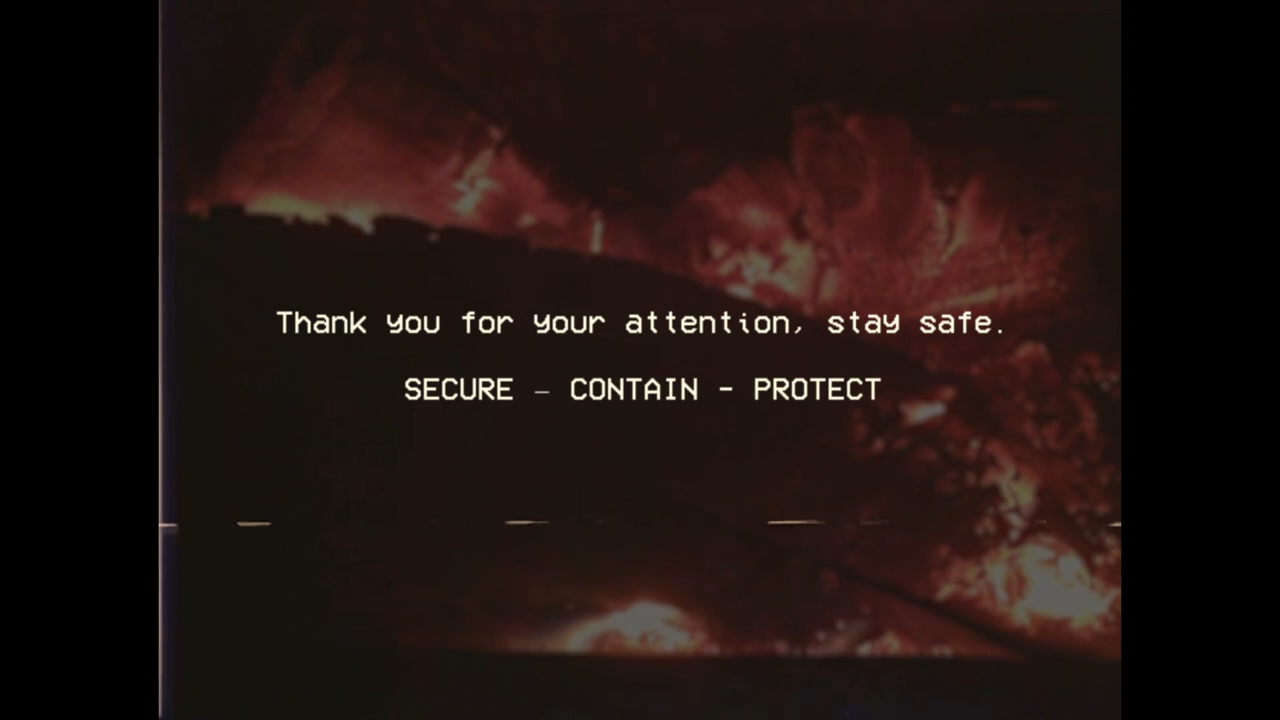 Thank you for your attention, stay safe.
SECURE – CONTAIN - PROTECT